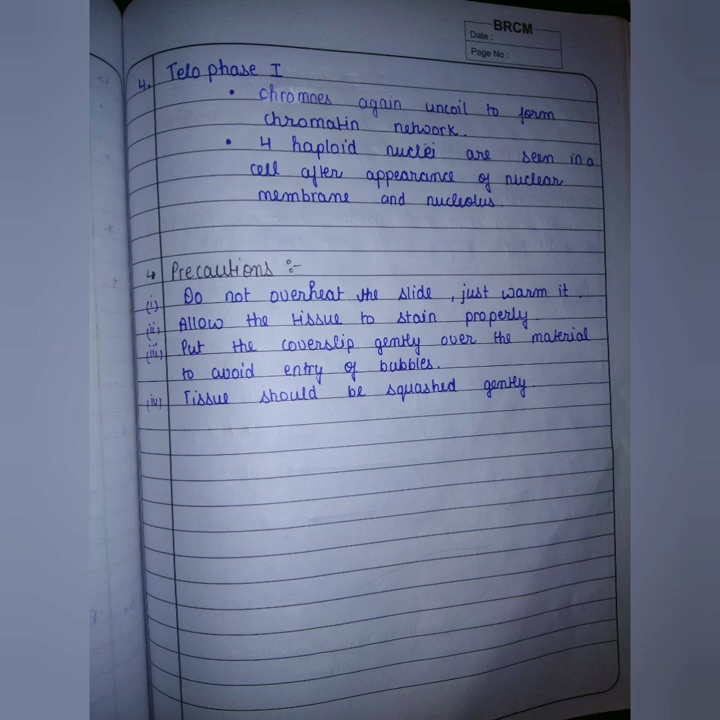 BRCM
Date :
Page No :
4. Telophase I
• chromoes again uncoil to form
chromatin network.
• 4 haploid nuclei are seen in a
cell after appearance of nuclear
membrane and nucleolus.
↳ Precautions :-
(i) Do not overheat the slide , just warm it .
(ii) Allow the tissue to stain properly.
(iii) Put the coverslip gently over the material
to avoid entry of bubbles.
(iv) Tissue should be squashed gently.